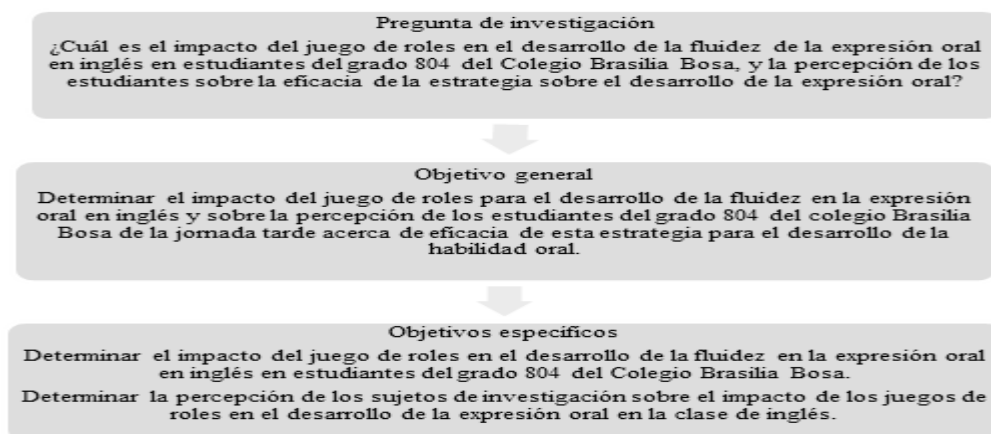 Pregunta de investigación
¿Cuál es el impacto del juego de roles en el desarrollo de la fluidez de la expresión oral
en inglés en estudiantes del grado 804 del Colegio Brasilia Bosa, y la percepción de los
estudiantes sobre la eficacia de la estrategia sobre el desarrollo de la expresión oral?
Objetivo general
Determinar el impacto del juego de roles para el desarrollo de la fluidez en la expresión
oral en inglés y sobre la percepción de los estudiantes del grado 804 del colegio Brasilia
Bosa de la jornada tarde acerca de eficacia de esta estrategia para el desarrollo de la
habilidad oral.
Objetivos específicos
Determinar el impacto del juego de roles en el desarrollo de la fluidez en la expresión oral
en inglés en estudiantes del grado 804 del Colegio Brasilia Bosa.
Determinar la percepción de los sujetos de investigación sobre el impacto de los juegos de
roles en el desarrollo de la expresión oral en la clase de inglés.